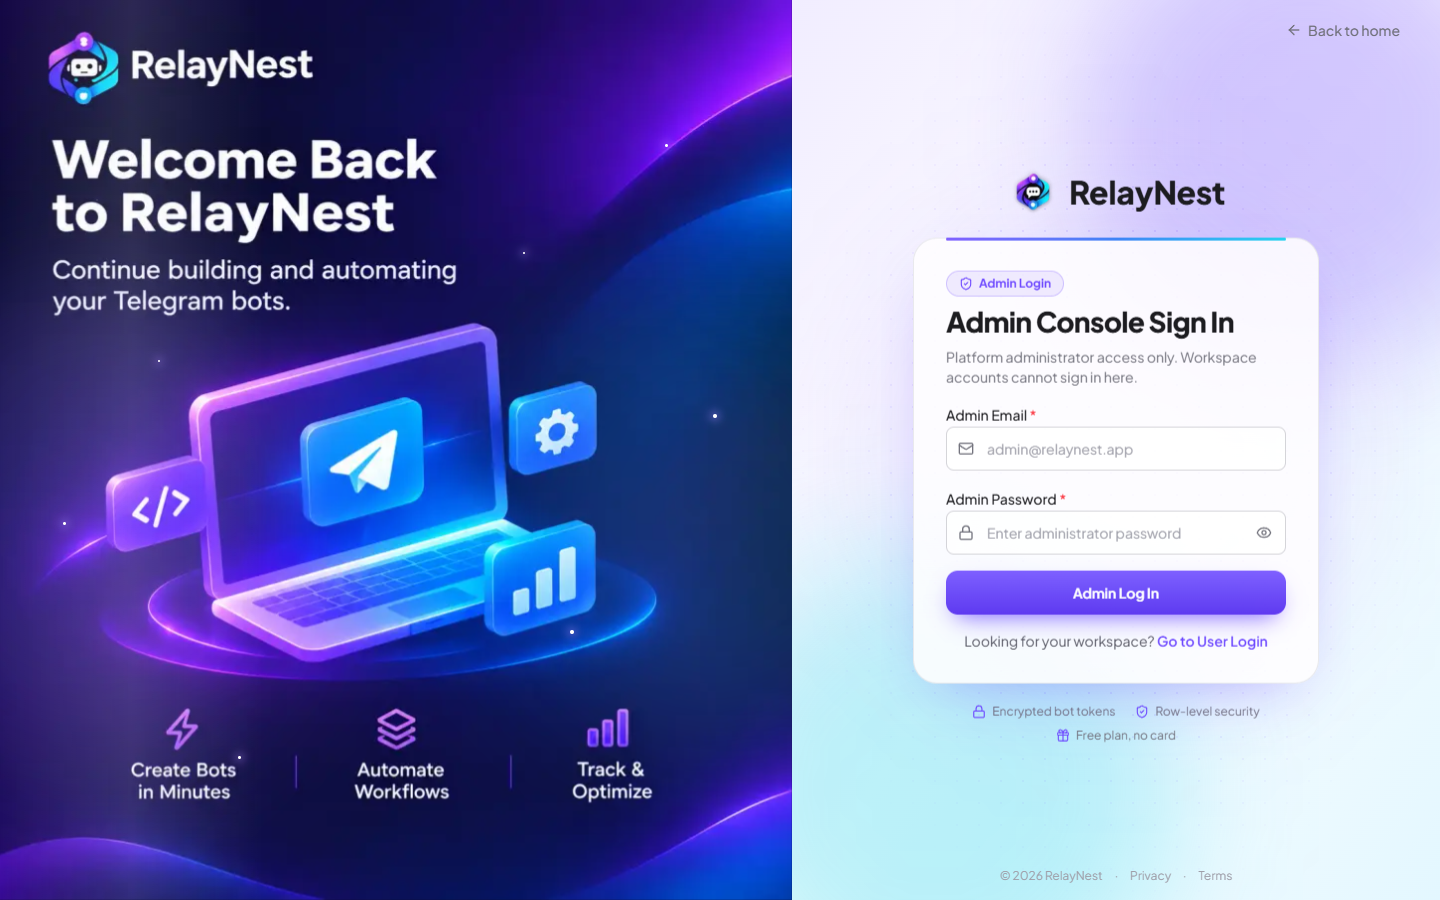 RelayNest
Welcome Back
to RelayNest
Continue building and automating
your Telegram bots.
</>
Create Bots
in Minutes
Automate
Workflows
Track &
Optimize
Back to home
RelayNest
Admin Login
Admin Console Sign In
Platform administrator access only. Workspace
accounts cannot sign in here.
Admin Email *
admin@relaynest.app
Admin Password *
Enter administrator password
Admin Log In
Looking for your workspace? Go to User Login
Encrypted bot tokens
Row-level security
Free plan, no card
© 2026 RelayNest · Privacy · Terms